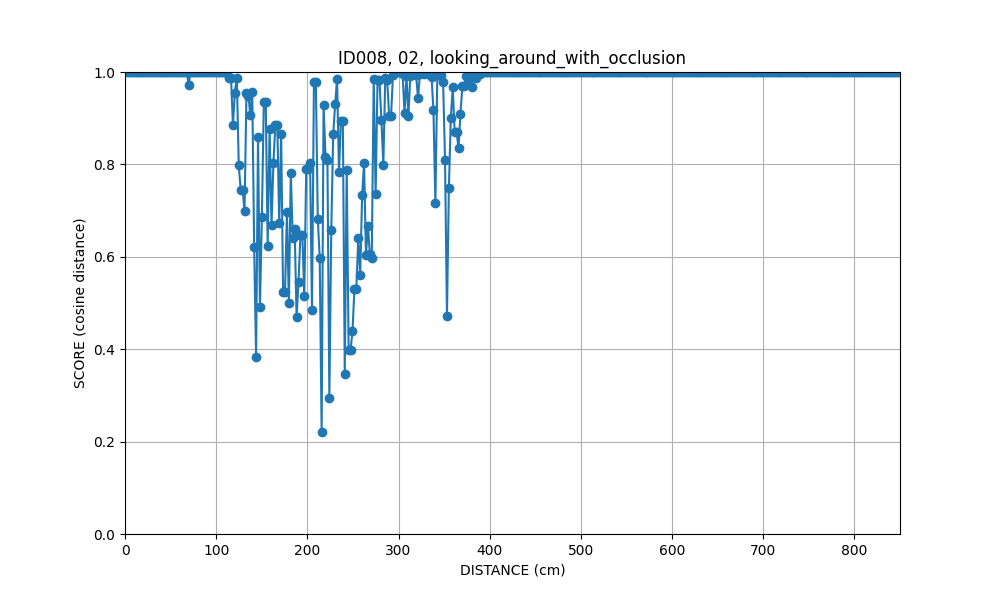 ID008, 02, looking_around_with_occlusion
SCORE (cosine distance)
1.0
0.8
0.6
0.4
0.2
0.0
0 100 200 300 400 500 600 700 800
DISTANCE (cm)